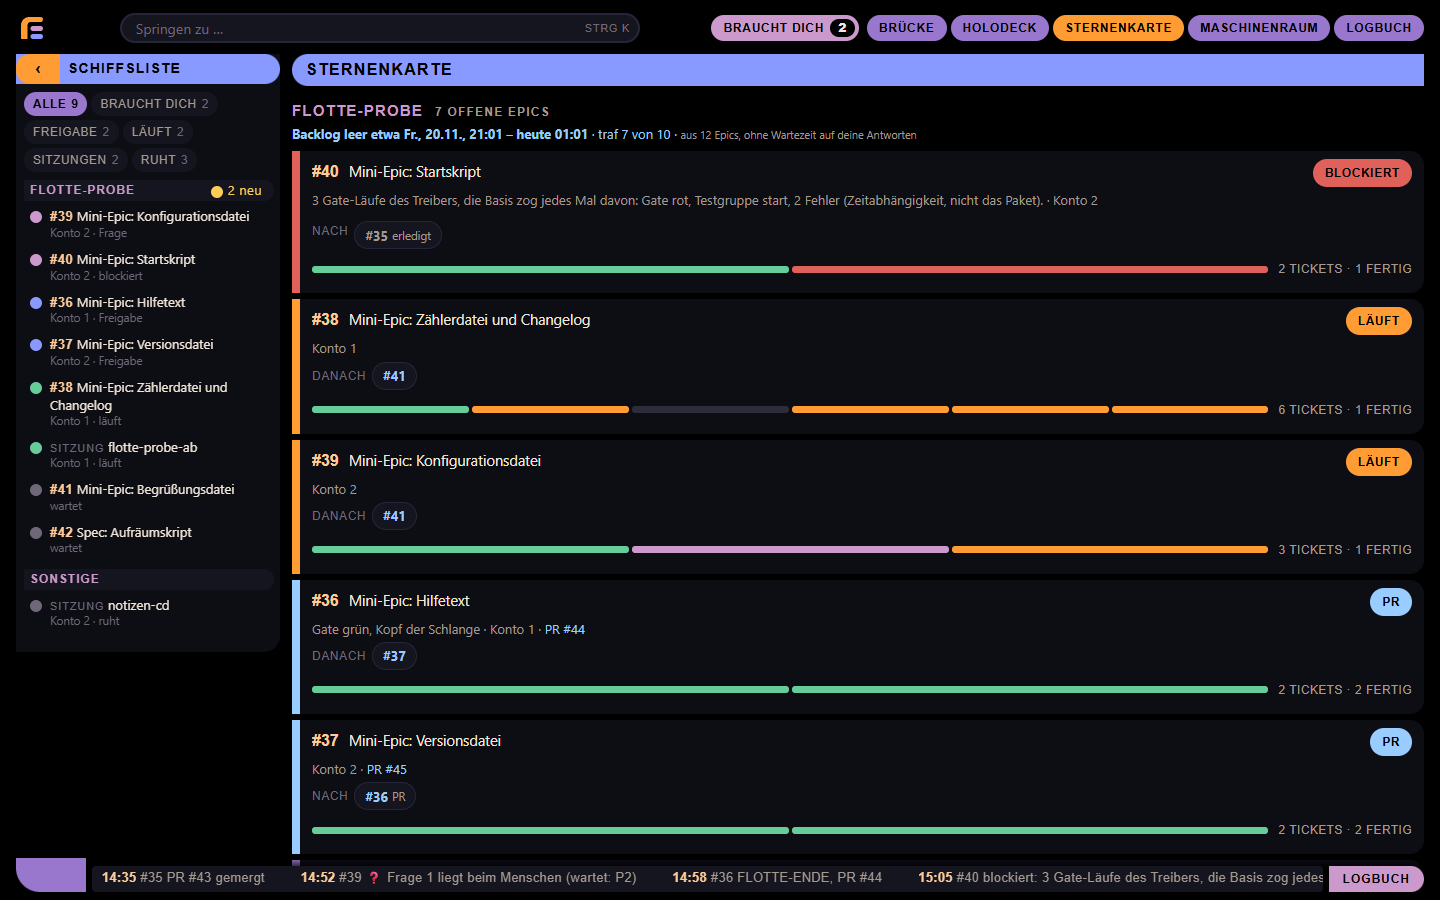 Springen zu ...
STRG K
BRAUCHT DICH 2
BRÜCKE
HOLODECK
STERNENKARTE
MASCHINENRAUM
LOGBUCH
‹
SCHIFFSLISTE
ALLE 9
BRAUCHT DICH 2
FREIGABE 2
LÄUFT 2
SITZUNGEN 2
RUHT 3
FLOTTE-PROBE
2 neu
#39 Mini-Epic: Konfigurationsdatei
Konto 2 · Frage
#40 Mini-Epic: Startskript
Konto 2 · blockiert
#36 Mini-Epic: Hilfetext
Konto 1 · Freigabe
#37 Mini-Epic: Versionsdatei
Konto 2 · Freigabe
#38 Mini-Epic: Zählerdatei und
Changelog
Konto 1 · läuft
SITZUNG flotte-probe-ab
Konto 1 · läuft
#41 Mini-Epic: Begrüßungsdatei
wartet
#42 Spec: Aufräumskript
wartet
SONSTIGE
SITZUNG notizen-cd
Konto 2 · ruht
STERNENKARTE
FLOTTE-PROBE 7 OFFENE EPICS
Backlog leer etwa Fr., 20.11., 21:01 – heute 01:01 · traf 7 von 10 · aus 12 Epics, ohne Wartezeit auf deine Antworten
#40 Mini-Epic: Startskript
BLOCKIERT
3 Gate-Läufe des Treibers, die Basis zog jedes Mal davon: Gate rot, Testgruppe start, 2 Fehler (Zeitabhängigkeit, nicht das Paket). · Konto 2
NACH #35 erledigt
2 TICKETS · 1 FERTIG
#38 Mini-Epic: Zählerdatei und Changelog
LÄUFT
Konto 1
DANACH #41
6 TICKETS · 1 FERTIG
#39 Mini-Epic: Konfigurationsdatei
LÄUFT
Konto 2
DANACH #41
3 TICKETS · 1 FERTIG
#36 Mini-Epic: Hilfetext
PR
Gate grün, Kopf der Schlange · Konto 1 · PR #44
DANACH #37
2 TICKETS · 2 FERTIG
#37 Mini-Epic: Versionsdatei
PR
Konto 2 · PR #45
NACH #36 PR
2 TICKETS · 2 FERTIG
14:35 #35 PR #43 gemergt
14:52 #39 ❓ Frage 1 liegt beim Menschen (wartet: P2)
14:58 #36 FLOTTE-ENDE, PR #44
15:05 #40 blockiert: 3 Gate-Läufe des Treibers, die Basis zog jedes
LOGBUCH